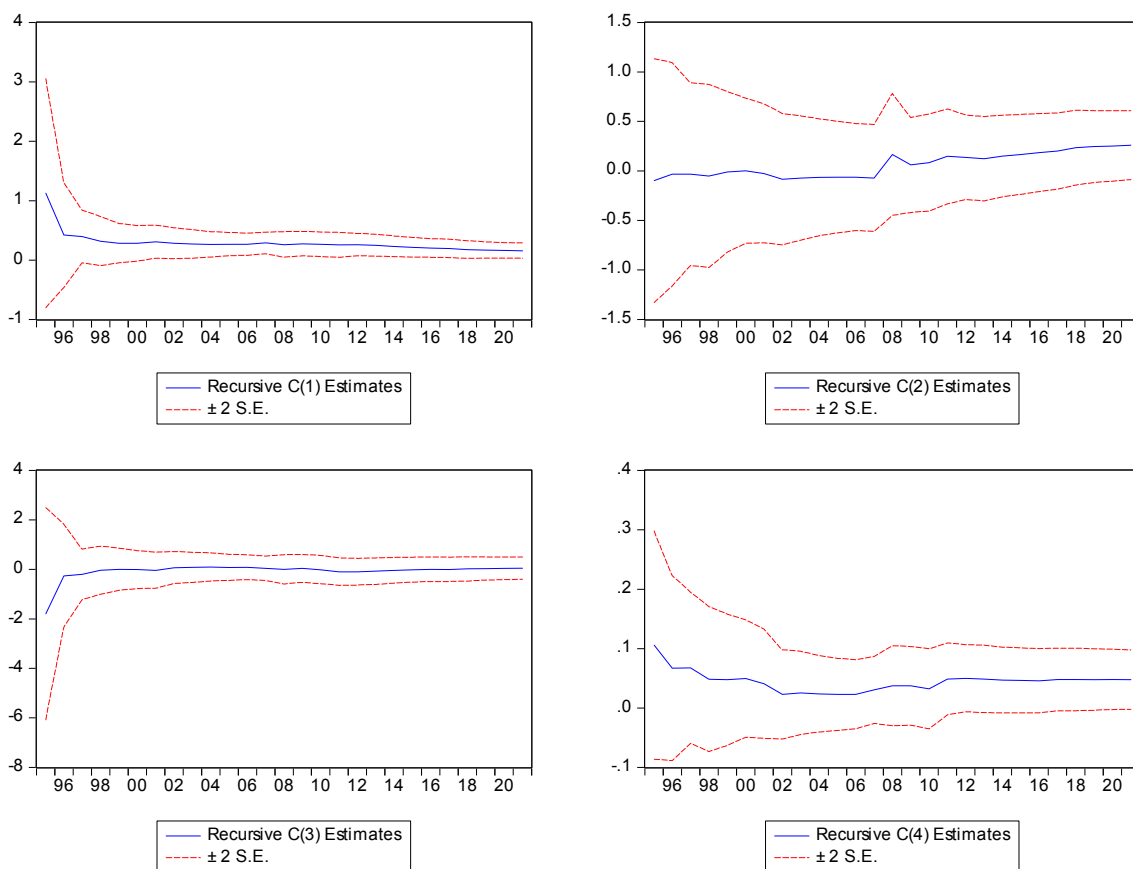 4
3
2
1
0
-1
96 98 00 02 04 06 08 10 12 14 16 18 20
Recursive C(1) Estimates
± 2 S.E.
1.5
1.0
0.5
0.0
-0.5
-1.0
-1.5
96 98 00 02 04 06 08 10 12 14 16 18 20
Recursive C(2) Estimates
± 2 S.E.
4
2
0
-2
-4
-6
-8
96 98 00 02 04 06 08 10 12 14 16 18 20
Recursive C(3) Estimates
± 2 S.E.
.4
.3
.2
.1
.0
-.1
96 98 00 02 04 06 08 10 12 14 16 18 20
Recursive C(4) Estimates
± 2 S.E.